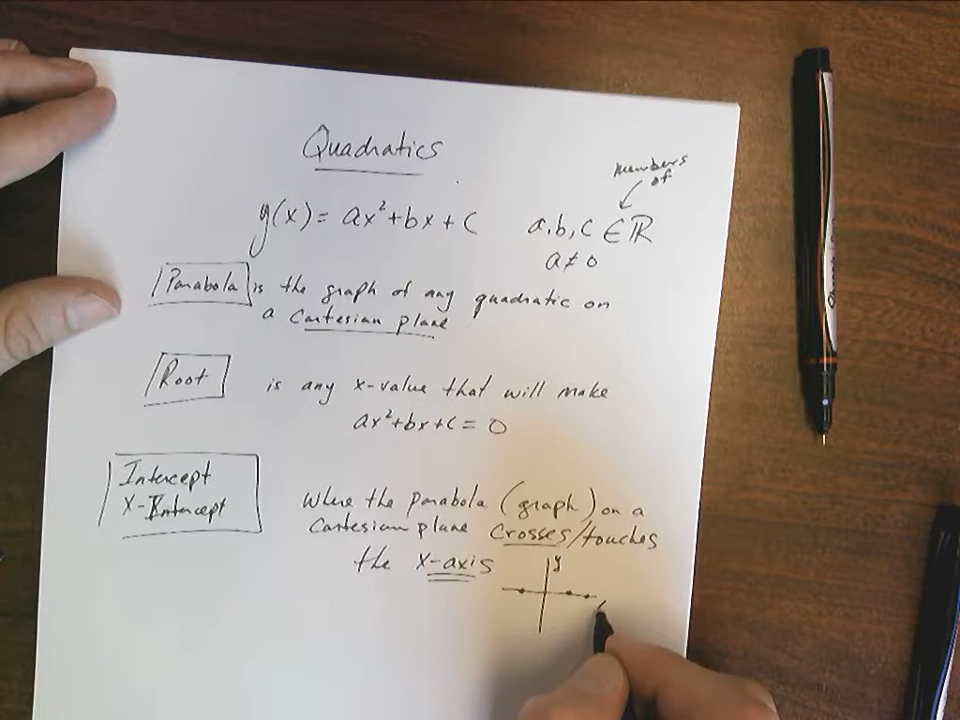 Quadratics
members of
y(x) = ax²+bx+c a,b,c ∈ ℝ
a≠0
Parabola is the graph of any quadratic on
a Cartesian plane
Root is any x-value that will make
ax²+bx+c = 0
Intercept
X-Intercept
Where the parabola (graph) on a
Cartesian plane crosses/touches
the x-axis
y